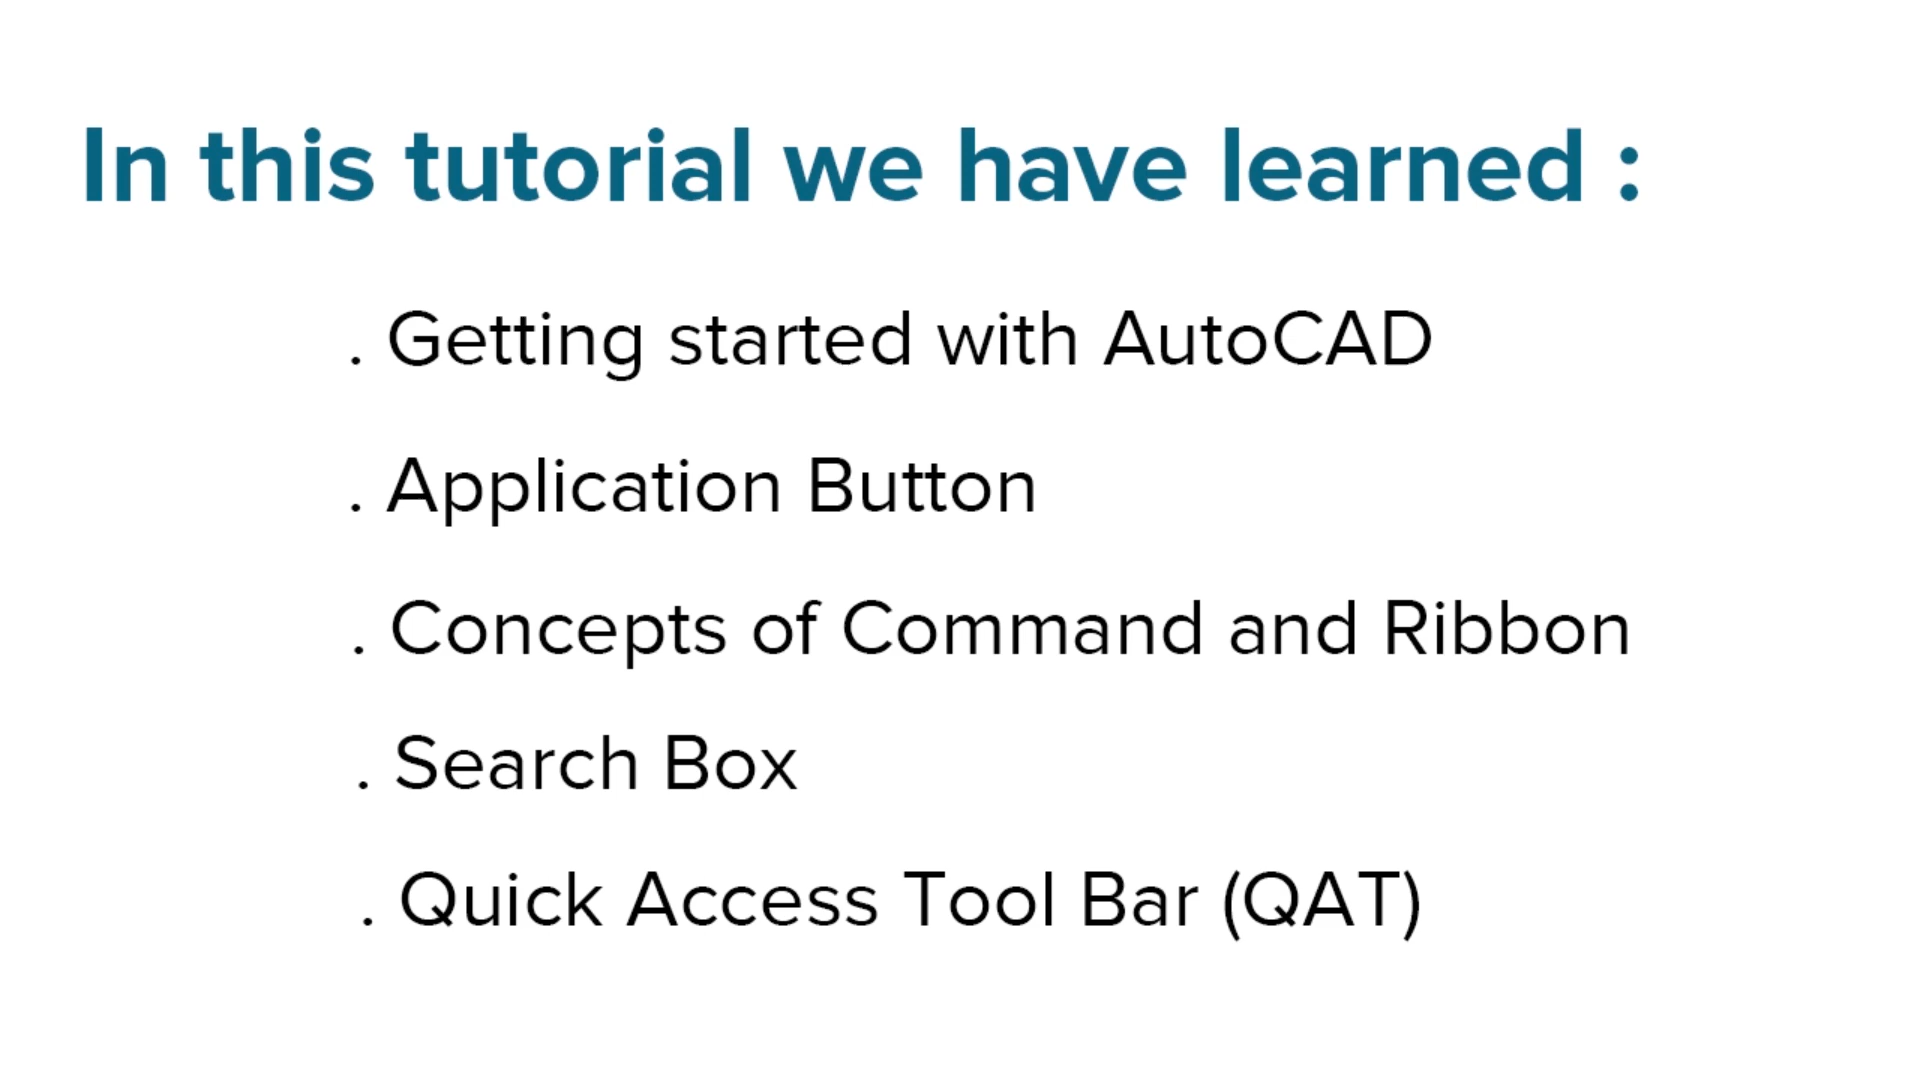 In this tutorial we have learned :
. Getting started with AutoCAD
. Application Button
. Concepts of Command and Ribbon
. Search Box
. Quick Access Tool Bar (QAT)